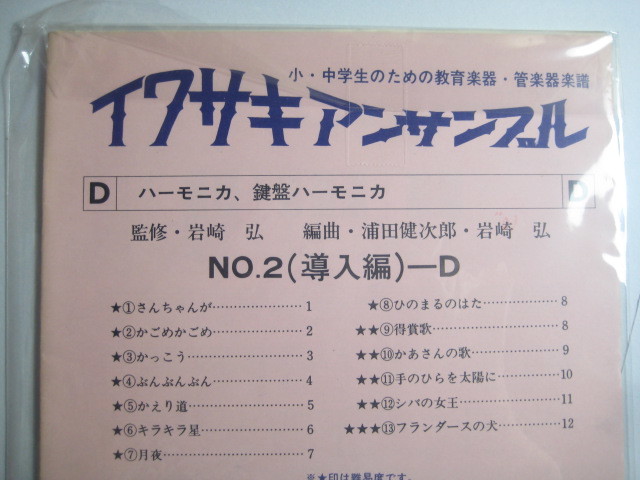 小・中学生のための教育楽器・管楽器楽譜
イワサキアンサンブル
D ハーモニカ、鍵盤ハーモニカ D
監修・岩崎 弘 編曲・浦田健次郎・岩崎 弘
NO.2(導入編)—D
★①さんちゃんが…………………1
★②かごめかごめ…………………2
★③かっこう………………………3
★④ぶんぶんぶん…………………4
★⑤かえり道………………………5
★⑥キラキラ星……………………6
★⑦月夜……………………………7
★⑧ひのまるのはた………………8
★★⑨得賞歌………………………8
★★⑩かあさんの歌………………9
★★⑪手のひらを太陽に…………10
★★⑫シバの女王…………………11
★★★⑬フランダースの犬………12
※★印は難易度です。